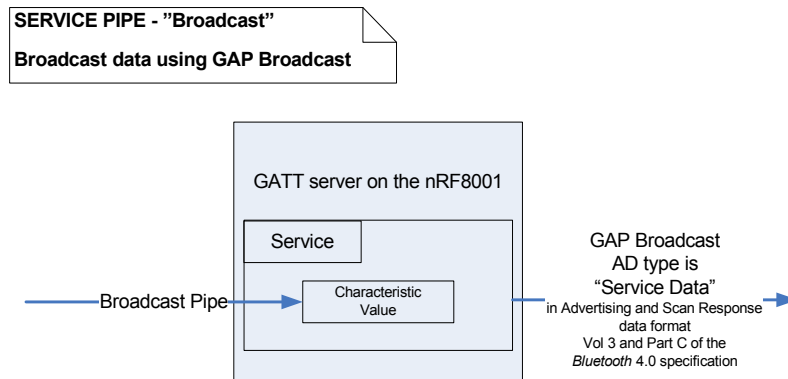 SERVICE PIPE - ”Broadcast”
Broadcast data using GAP Broadcast
GATT server on the nRF8001
Service
Characteristic
Value
Broadcast Pipe
GAP Broadcast
AD type is
“Service Data”
in Advertising and Scan Response
data format
Vol 3 and Part C of the
Bluetooth 4.0 specification